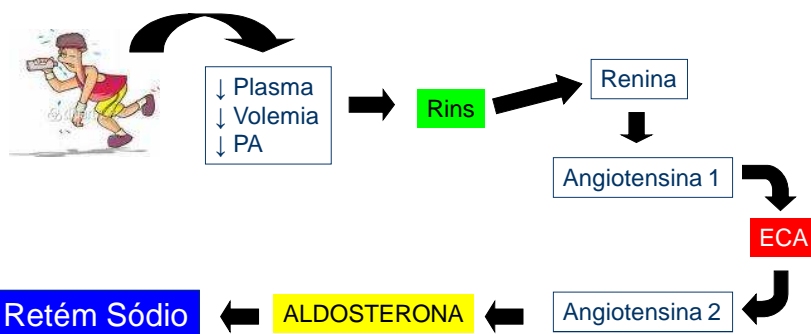 ↓ Plasma
↓ Volemia
↓ PA
Rins
Renina
Angiotensina 1
ECA
Angiotensina 2
ALDOSTERONA
Retém Sódio